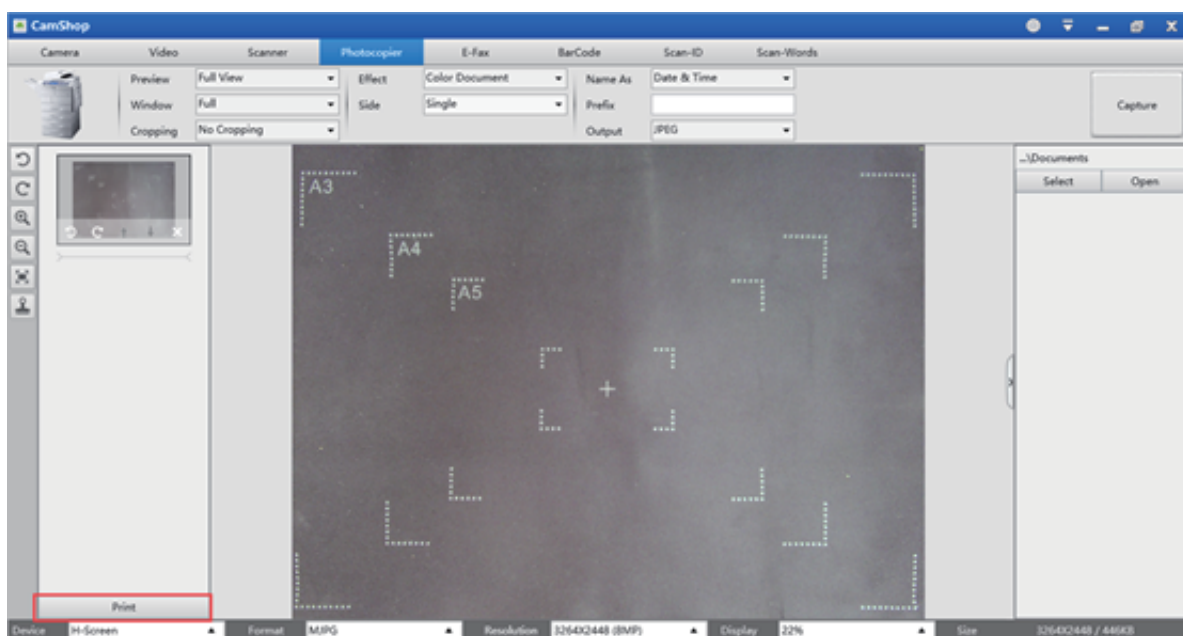 CamShop
Camera Video Scanner Photocopier E-Fax BarCode Scan-ID Scan-Words
Preview Full View Effect Color Document Name As Date & Time
Window Full Side Single Prefix
Cropping No Cropping Output JPEG
Capture
...\Documents
Select Open
A3
A4
A5
Print
Device H-Screen Format MJPG Resolution 3264X2448 (8MP) Display 22% Size 3264X2448 / 446KB